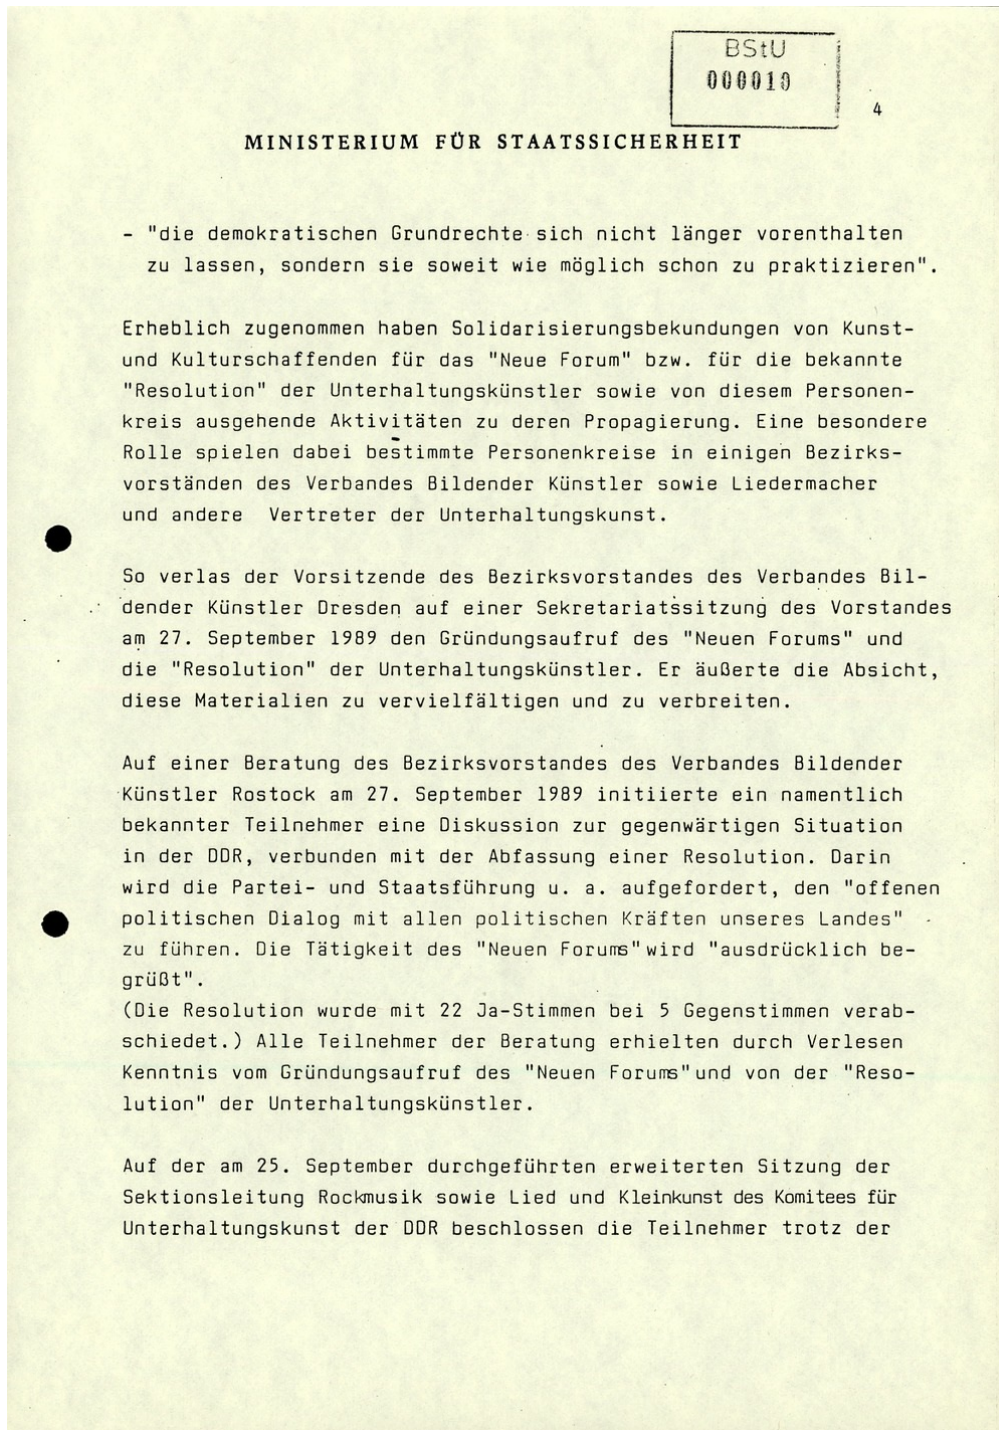 BStU
000010
4
MINISTERIUM FÜR STAATSSICHERHEIT
- "die demokratischen Grundrechte sich nicht länger vorenthalten
zu lassen, sondern sie soweit wie möglich schon zu praktizieren".
Erheblich zugenommen haben Solidarisierungsbekundungen von Kunst-
und Kulturschaffenden für das "Neue Forum" bzw. für die bekannte
"Resolution" der Unterhaltungskünstler sowie von diesem Personen-
kreis ausgehende Aktivitäten zu deren Propagierung. Eine besondere
Rolle spielen dabei bestimmte Personenkreise in einigen Bezirks-
vorständen des Verbandes Bildender Künstler sowie Liedermacher
und andere Vertreter der Unterhaltungskunst.
So verlas der Vorsitzende des Bezirksvorstandes des Verbandes Bil-
dender Künstler Dresden auf einer Sekretariatssitzung des Vorstandes
am 27. September 1989 den Gründungsaufruf des "Neuen Forums" und
die "Resolution" der Unterhaltungskünstler. Er äußerte die Absicht,
diese Materialien zu vervielfältigen und zu verbreiten.
Auf einer Beratung des Bezirksvorstandes des Verbandes Bildender
Künstler Rostock am 27. September 1989 initiierte ein namentlich
bekannter Teilnehmer eine Diskussion zur gegenwärtigen Situation
in der DDR, verbunden mit der Abfassung einer Resolution. Darin
wird die Partei- und Staatsführung u. a. aufgefordert, den "offenen
politischen Dialog mit allen politischen Kräften unseres Landes"
zu führen. Die Tätigkeit des "Neuen Forums" wird "ausdrücklich be-
grüßt".
(Die Resolution wurde mit 22 Ja-Stimmen bei 5 Gegenstimmen verab-
schiedet.) Alle Teilnehmer der Beratung erhielten durch Verlesen
Kenntnis vom Gründungsaufruf des "Neuen Forums" und von der "Reso-
lution" der Unterhaltungskünstler.
Auf der am 25. September durchgeführten erweiterten Sitzung der
Sektionsleitung Rockmusik sowie Lied und Kleinkunst des Komitees für
Unterhaltungskunst der DDR beschlossen die Teilnehmer trotz der